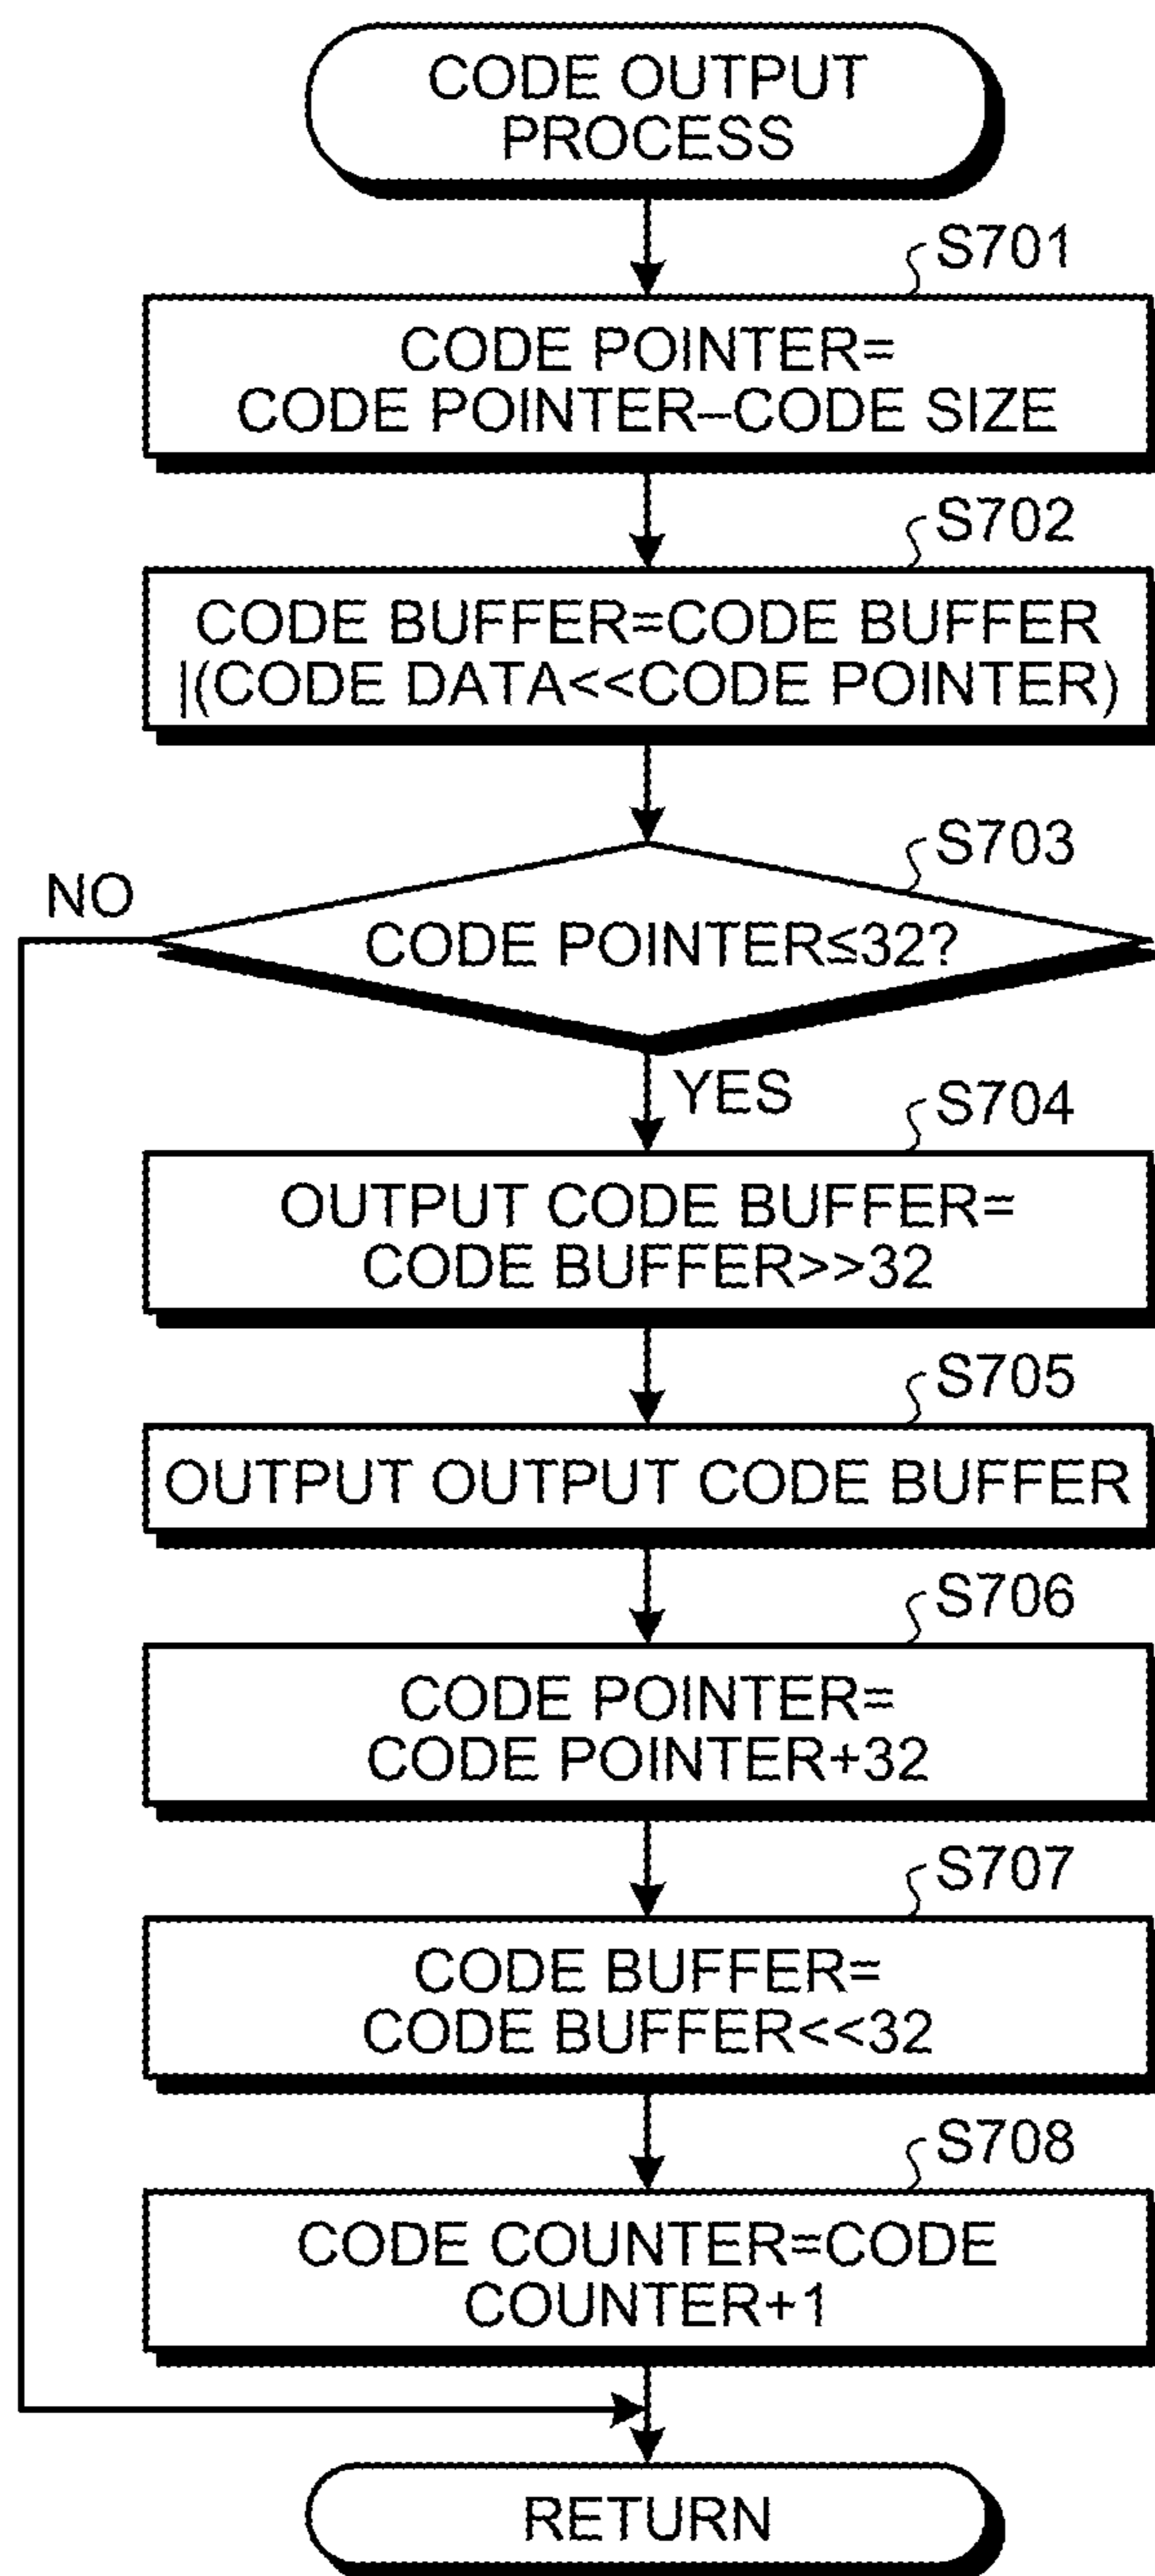 CODE OUTPUT
PROCESS
S701
CODE POINTER=
CODE POINTER–CODE SIZE
S702
CODE BUFFER=CODE BUFFER
|(CODE DATA<<CODE POINTER)
S703
NO
CODE POINTER≦32?
YES
S704
OUTPUT CODE BUFFER=
CODE BUFFER>>32
S705
OUTPUT OUTPUT CODE BUFFER
S706
CODE POINTER=
CODE POINTER+32
S707
CODE BUFFER=
CODE BUFFER<<32
S708
CODE COUNTER=CODE
COUNTER+1
RETURN